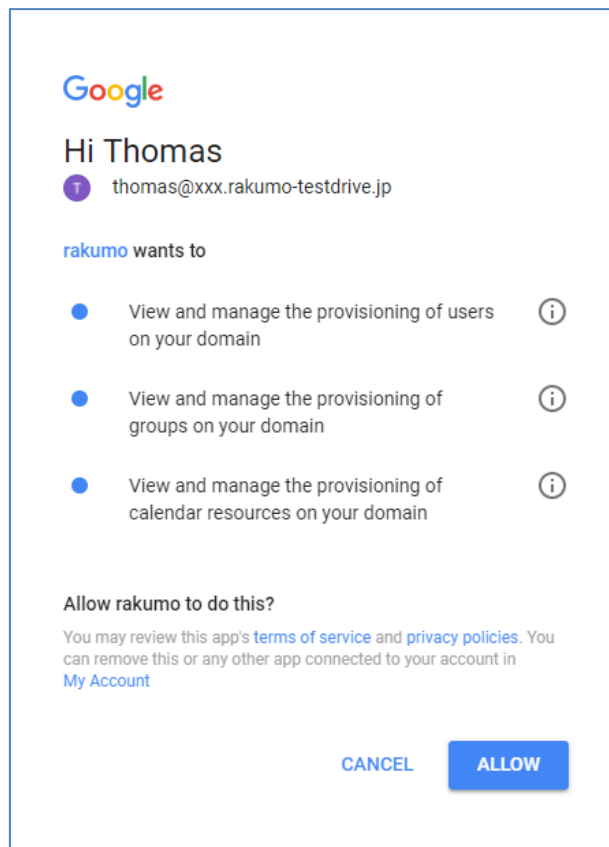 Google
Hi Thomas
T thomas@xxx.rakumo-testdrive.jp
rakumo wants to
View and manage the provisioning of users
on your domain
View and manage the provisioning of
groups on your domain
View and manage the provisioning of
calendar resources on your domain
Allow rakumo to do this?
You may review this app's terms of service and privacy policies. You
can remove this or any other app connected to your account in
My Account
CANCEL ALLOW